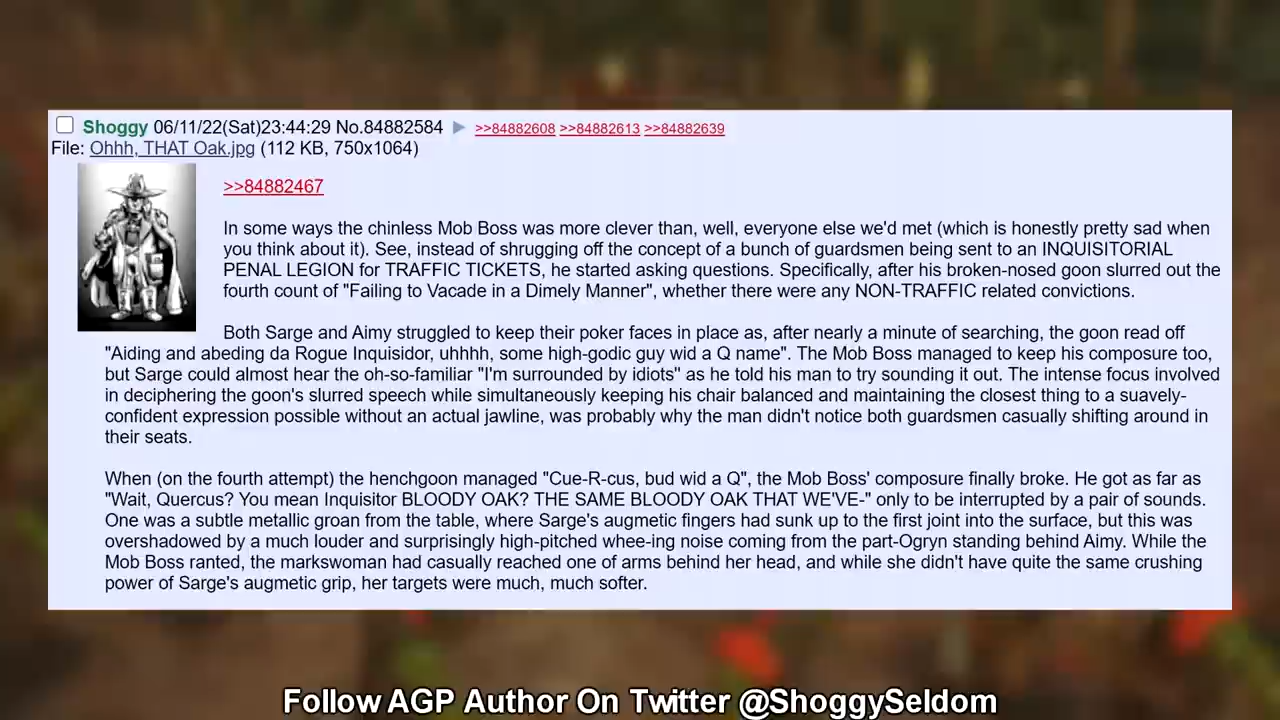 Shoggy 06/11/22(Sat)23:44:29 No.84882584 ▶ >>84882608 >>84882613 >>84882639
File: Ohhh, THAT Oak.jpg (112 KB, 750x1064)
>>84882467
In some ways the chinless Mob Boss was more clever than, well, everyone else we'd met (which is honestly pretty sad when
you think about it). See, instead of shrugging off the concept of a bunch of guardsmen being sent to an INQUISITORIAL
PENAL LEGION for TRAFFIC TICKETS, he started asking questions. Specifically, after his broken-nosed goon slurred out the
fourth count of "Failing to Vacade in a Dimely Manner", whether there were any NON-TRAFFIC related convictions.
Both Sarge and Aimy struggled to keep their poker faces in place as, after nearly a minute of searching, the goon read off
"Aiding and abeding da Rogue Inquisidor, uhhhh, some high-godic guy wid a Q name". The Mob Boss managed to keep his composure too,
but Sarge could almost hear the oh-so-familiar "I'm surrounded by idiots" as he told his man to try sounding it out. The intense focus involved
in deciphering the goon's slurred speech while simultaneously keeping his chair balanced and maintaining the closest thing to a suavely-
confident expression possible without an actual jawline, was probably why the man didn't notice both guardsmen casually shifting around in
their seats.
When (on the fourth attempt) the henchgoon managed "Cue-R-cus, bud wid a Q", the Mob Boss' composure finally broke. He got as far as
"Wait, Quercus? You mean Inquisitor BLOODY OAK? THE SAME BLOODY OAK THAT WE'VE-" only to be interrupted by a pair of sounds.
One was a subtle metallic groan from the table, where Sarge's augmetic fingers had sunk up to the first joint into the surface, but this was
overshadowed by a much louder and surprisingly high-pitched whee-ing noise coming from the part-Ogryn standing behind Aimy. While the
Mob Boss ranted, the markswoman had casually reached one of arms behind her head, and while she didn't have quite the same crushing
power of Sarge's augmetic grip, her targets were much, much softer.
Follow AGP Author On Twitter @ShoggySeldom